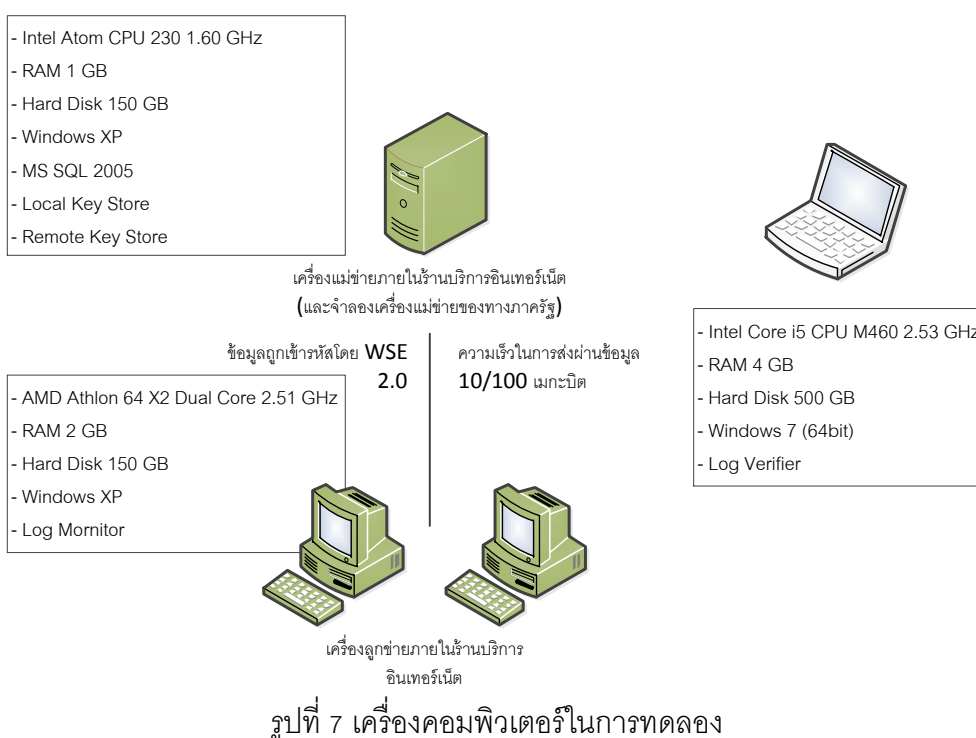 - Intel Atom CPU 230 1.60 GHz
- RAM 1 GB
- Hard Disk 150 GB
- Windows XP
- MS SQL 2005
- Local Key Store
- Remote Key Store
เครื่องแม่ข่ายภายในร้านบริการอินเทอร์เน็ต
(และจำลองเครื่องแม่ข่ายของทางภาครัฐ)
ข้อมูลถูกเข้ารหัสโดย WSE
2.0
ความเร็วในการส่งผ่านข้อมูล
10/100 เมกะบิต
- Intel Core i5 CPU M460 2.53 GHz
- RAM 4 GB
- Hard Disk 500 GB
- Windows 7 (64bit)
- Log Verifier
- AMD Athlon 64 X2 Dual Core 2.51 GHz
- RAM 2 GB
- Hard Disk 150 GB
- Windows XP
- Log Mornitor
เครื่องลูกข่ายภายในร้านบริการ
อินเทอร์เน็ต
รูปที่ 7 เครื่องคอมพิวเตอร์ในการทดลอง